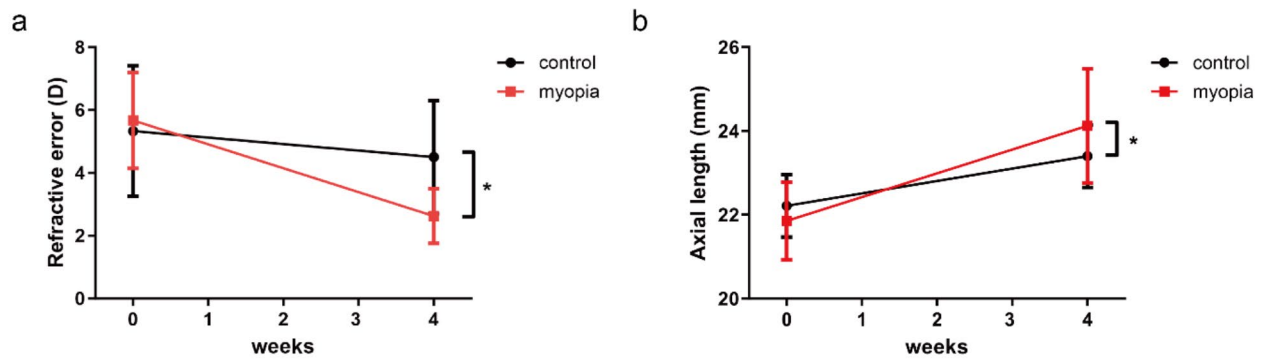 a
8
6
4
2
0
Refractive error (D)
control
myopia
*
0 1 2 3 4
weeks
b
26
24
22
20
Axial length (mm)
control
myopia
*
0 1 2 3 4
weeks